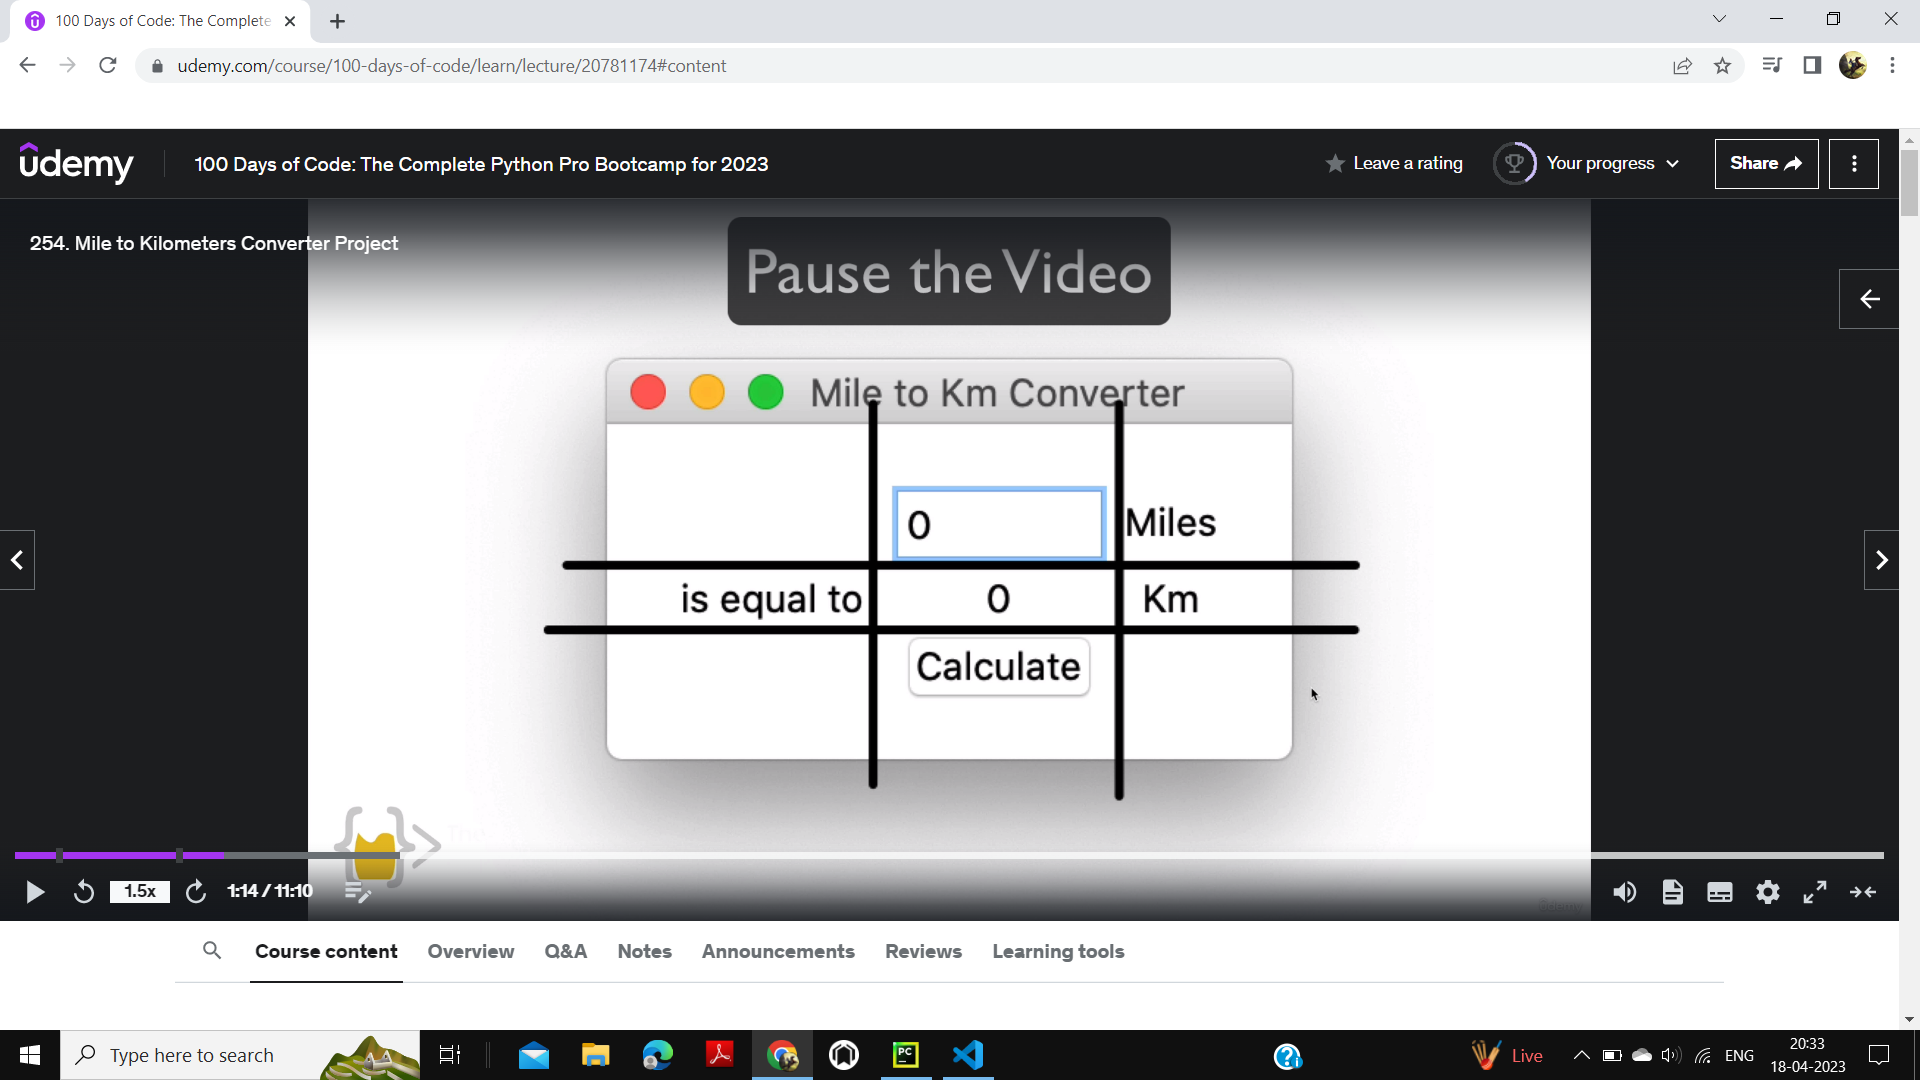 100 Days of Code: The Complete
udemy.com/course/100-days-of-code/learn/lecture/20781174#content
ûdemy
100 Days of Code: The Complete Python Pro Bootcamp for 2023
Leave a rating
Your progress
Share
254. Mile to Kilometers Converter Project
Pause the Video
Mile to Km Converter
0 Miles
is equal to 0 Km
Calculate
1.5x
1:14 / 11:10
Course content
Overview
Q&A
Notes
Announcements
Reviews
Learning tools
Type here to search
PC
Live
ENG
20:33
18-04-2023